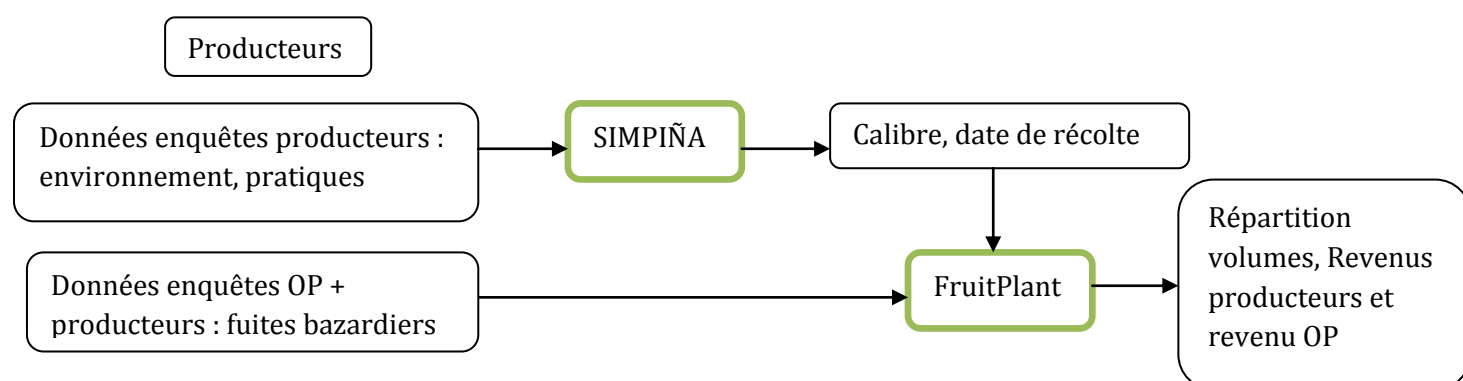 Producteurs
Données enquêtes producteurs :
environnement, pratiques
SIMPIÑA
Calibre, date de récolte
Données enquêtes OP +
producteurs : fuites bazardiers
FruitPlant
Répartition
volumes, Revenus
producteurs et
revenu OP